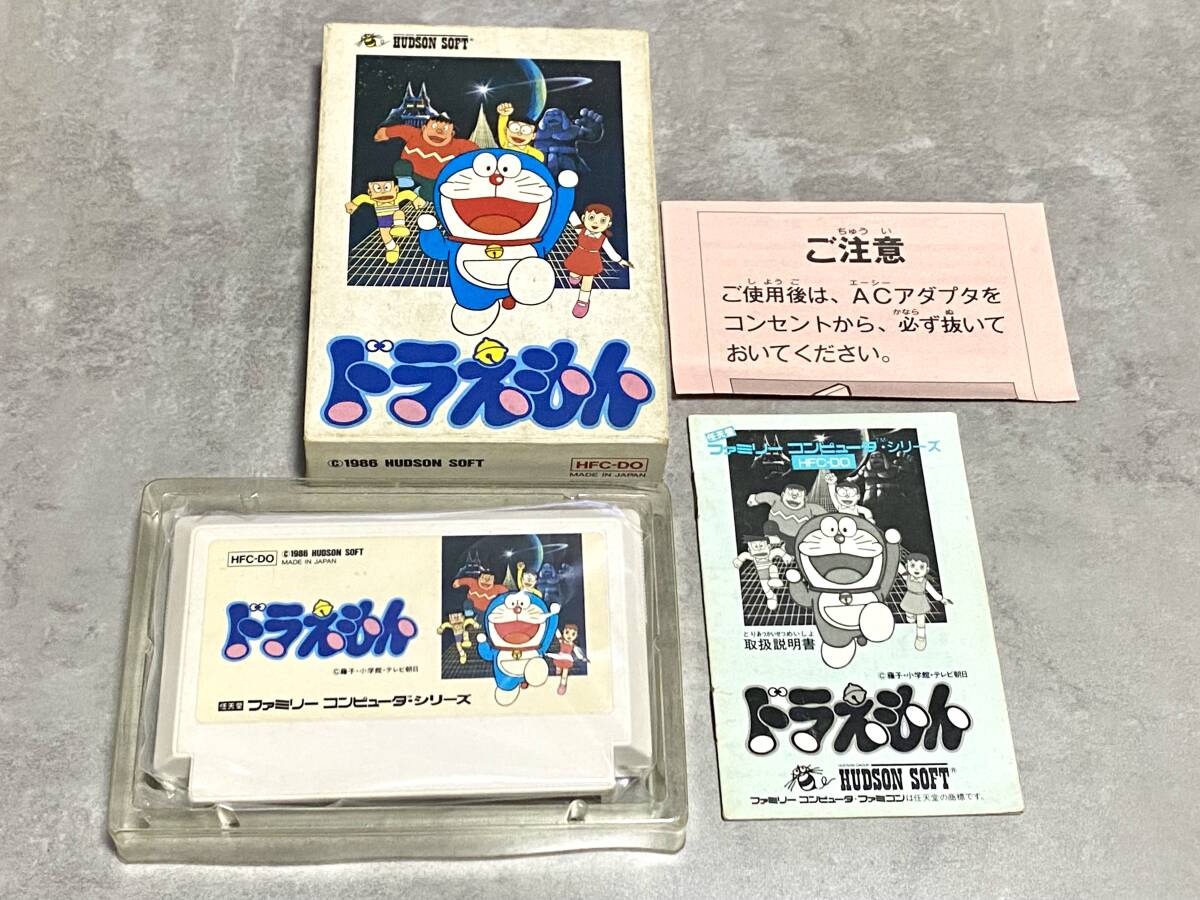 HUDSON SOFT®
ドラえもん
©1986 HUDSON SOFT
HFC-DO
MADE IN JAPAN
ちゅう い
ご注意
しようご エーシー
ご使用後は、ACアダプタを
かなら ぬ
コンセントから、必ず抜いて
おいてください。
HFC-DO
©1986 HUDSON SOFT
MADE IN JAPAN
ドラえもん
©藤子・小学館・テレビ朝日
任天堂 ファミリー コンピュータ™シリーズ
任天堂
ファミリー コンピュータ™・シリーズ
HFC-DO
とりあつかいせつめいしょ
取扱説明書
©藤子・小学館・テレビ朝日
ドラえもん
HUDSON GROUP
HUDSON SOFT®
ファミリー コンピュータ・ファミコンは任天堂の商標です。